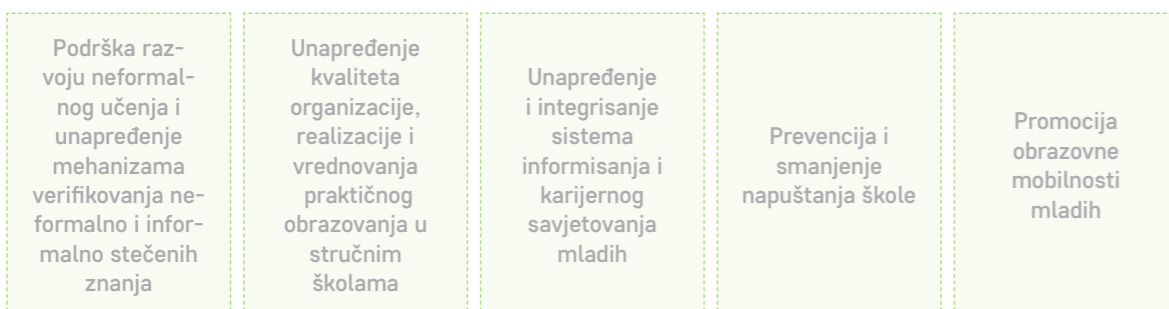 Podrška raz-
voju neformal-
nog učenja i
unapređenje
mehanizama
verifikovanja ne-
formalno i infor-
malno stečenih
znanja
Unapređenje
kvaliteta
organizacije,
realizacije i
vrednovanja
praktičnog
obrazovanja u
stručnim
školama
Unapređenje
i integrisanje
sistema
informisanja i
karijernog
savjetovanja
mladih
Prevencija i
smanjenje
napuštanja škole
Promocija
obrazovne
mobilnosti
mladih